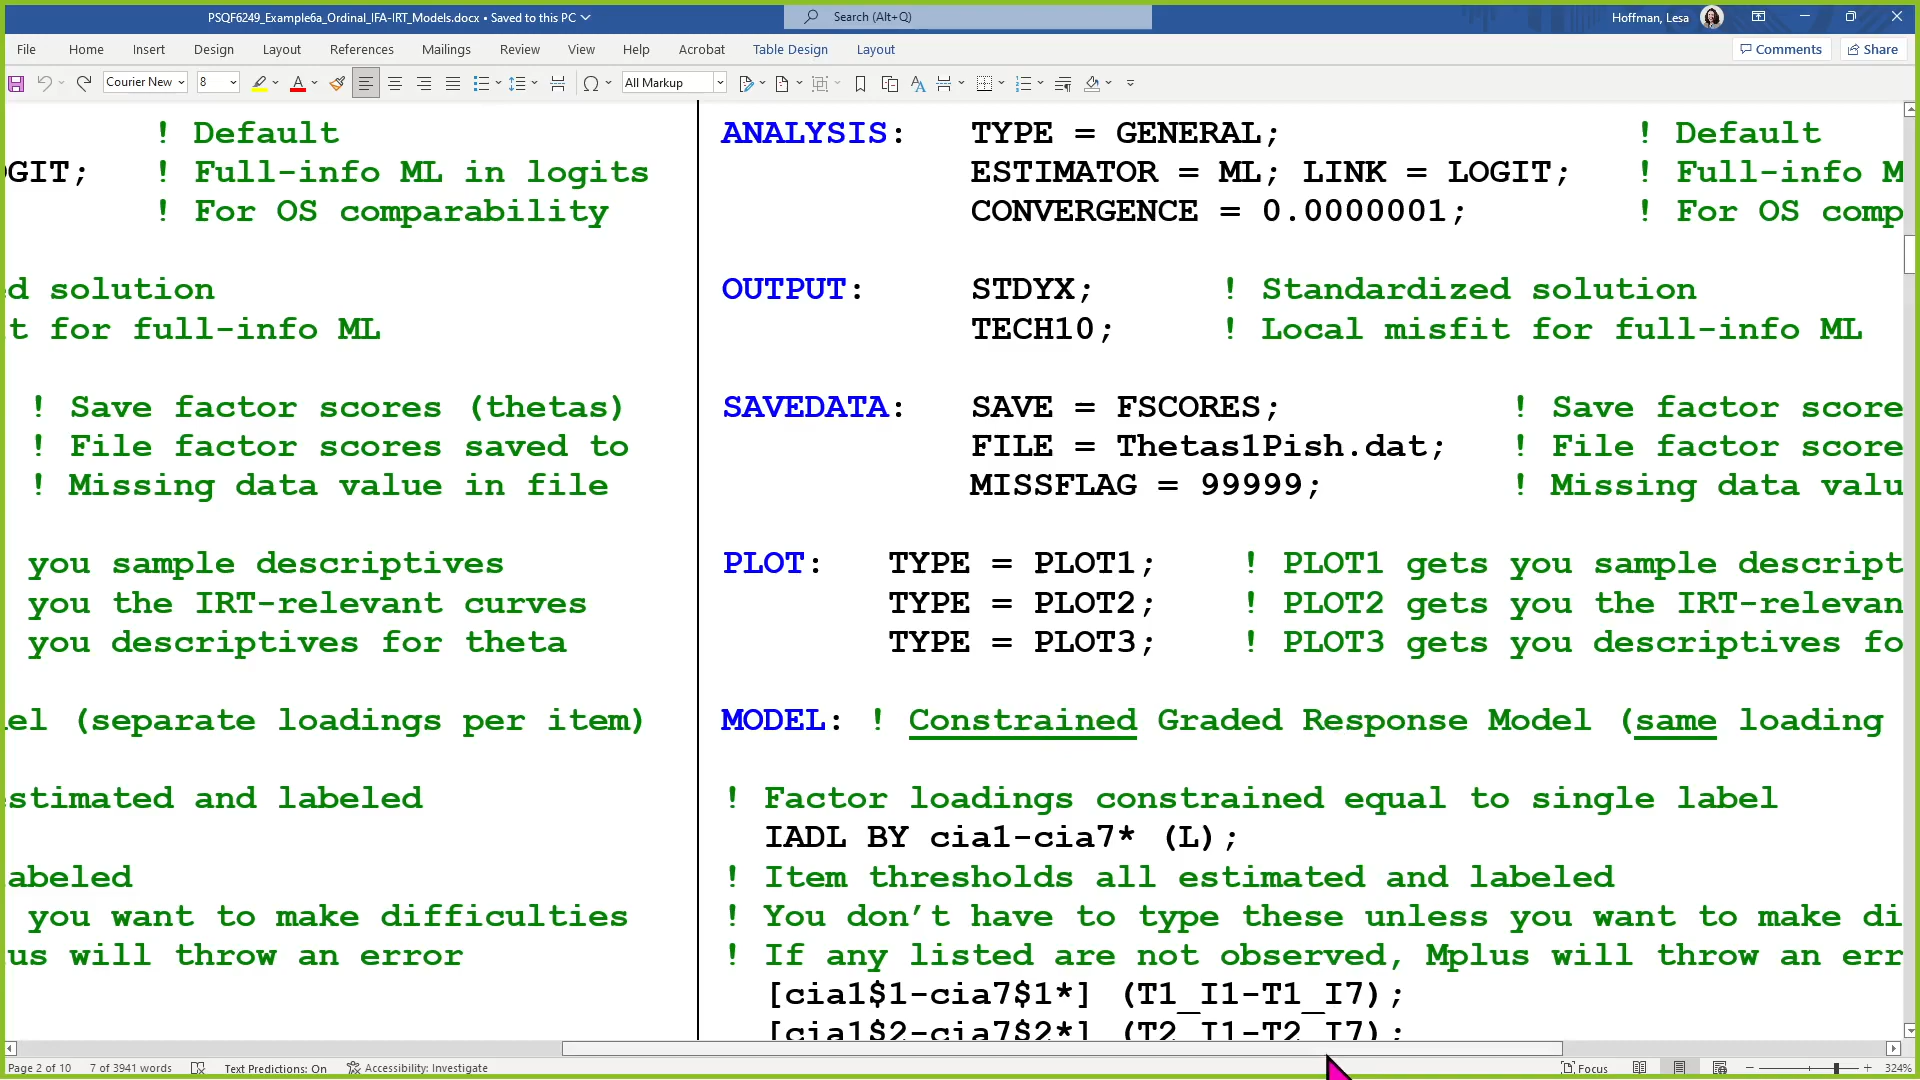 PSQF6249_Example6a_Ordinal_IFA-IRT_Models.docx • Saved to this PC
Search (Alt+Q)
Hoffman, Lesa
File Home Insert Design Layout References Mailings Review View Help Acrobat Table Design Layout
Comments Share
Courier New 8 All Markup
! Default
OGIT; ! Full-info ML in logits
! For OS comparability
ed solution
t for full-info ML
! Save factor scores (thetas)
! File factor scores saved to
! Missing data value in file
you sample descriptives
you the IRT-relevant curves
you descriptives for theta
el (separate loadings per item)
estimated and labeled
abeled
you want to make difficulties
us will throw an error
ANALYSIS: TYPE = GENERAL; ! Default
ESTIMATOR = ML; LINK = LOGIT; ! Full-info M
CONVERGENCE = 0.0000001; ! For OS comp
OUTPUT: STDYX; ! Standardized solution
TECH10; ! Local misfit for full-info ML
SAVEDATA: SAVE = FSCORES; ! Save factor score
FILE = Thetas1Pish.dat; ! File factor score
MISSFLAG = 99999; ! Missing data valu
PLOT: TYPE = PLOT1; ! PLOT1 gets you sample descript
TYPE = PLOT2; ! PLOT2 gets you the IRT-relevan
TYPE = PLOT3; ! PLOT3 gets you descriptives fo
MODEL: ! Constrained Graded Response Model (same loading
! Factor loadings constrained equal to single label
IADL BY cia1-cia7* (L);
! Item thresholds all estimated and labeled
! You don’t have to type these unless you want to make di
! If any listed are not observed, Mplus will throw an err
[cia1$1-cia7$1*] (T1_I1-T1_I7);
[cia1$2-cia7$2*] (T2_I1-T2_I7);
Page 2 of 10 7 of 3941 words Text Predictions: On Accessibility: Investigate
Focus 324%